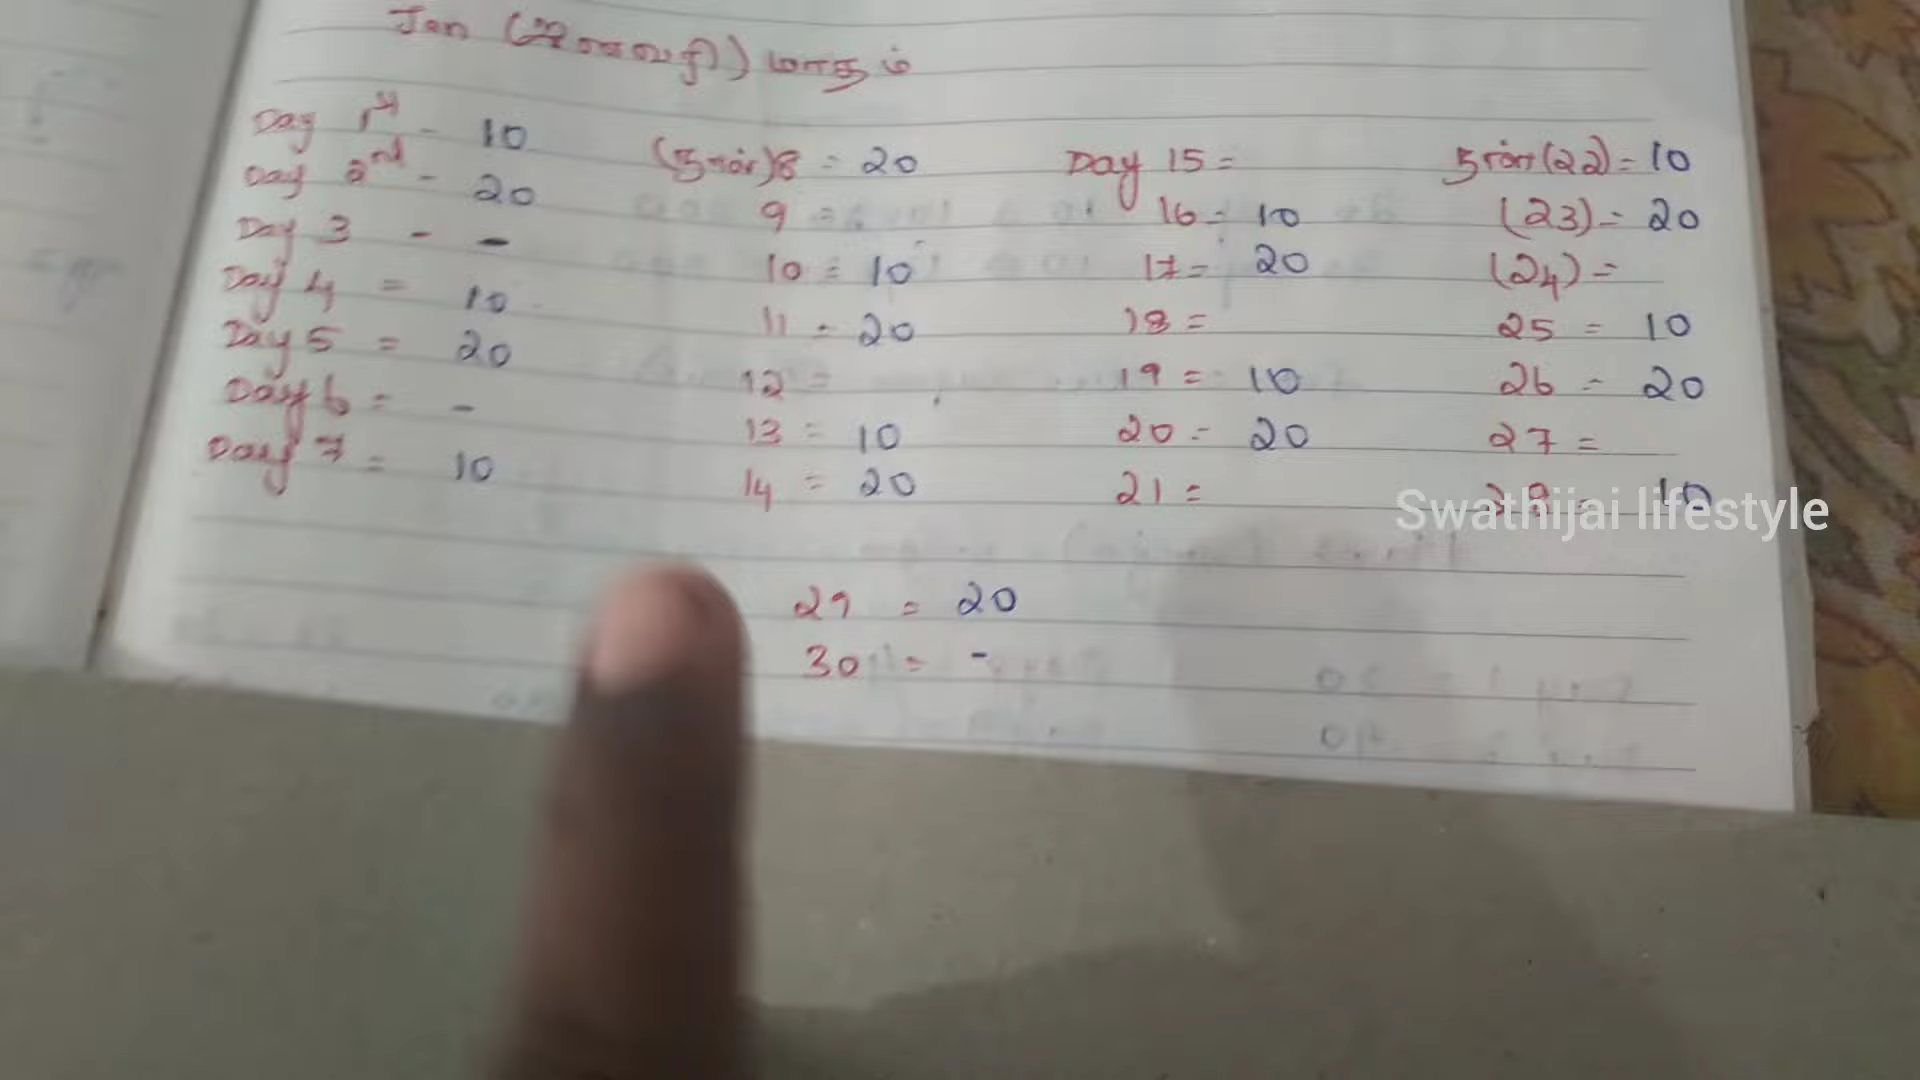 Jan (ஜனவரி) மாதம்
Day 1st - 10
Day 2nd - 20
Day 3 - -
Day 4 = 10
Day 5 = 20
Day 6 = -
Day 7 = 10
(நாள்) 8 = 20
9 =
10 = 10
11 = 20
12 =
13 = 10
14 = 20
Day 15 =
16 = 10
17 = 20
18 =
19 = 10
20 = 20
21 =
நாள் (22) = 10
(23) = 20
(24) =
25 = 10
26 = 20
27 =
28 = 10
29 = 20
30 = -
Swathijai lifestyle